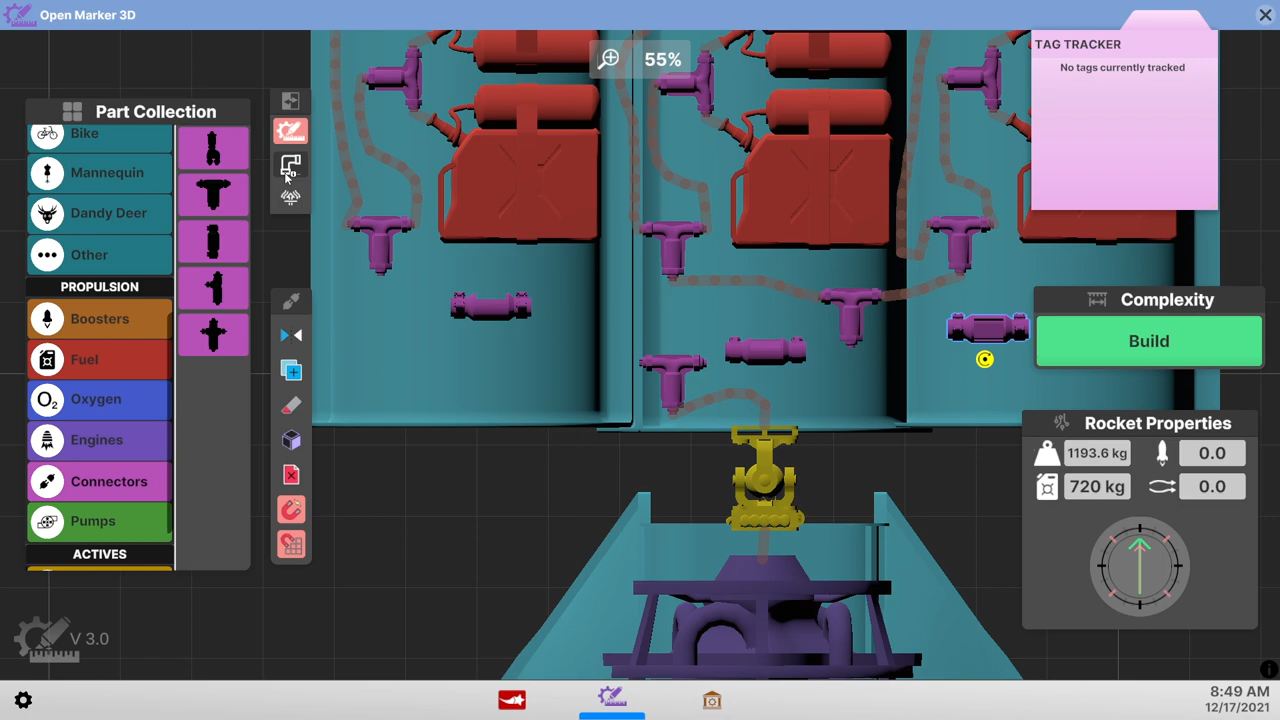 Open Marker 3D
55%
TAG TRACKER
No tags currently tracked
Part Collection
Bike
Mannequin
Dandy Deer
Other
PROPULSION
Boosters
Fuel
O2 Oxygen
Engines
Connectors
Pumps
ACTIVES
Complexity
Build
Rocket Properties
1193.6 kg 0.0
720 kg 0.0
V 3.0
8:49 AM
12/17/2021